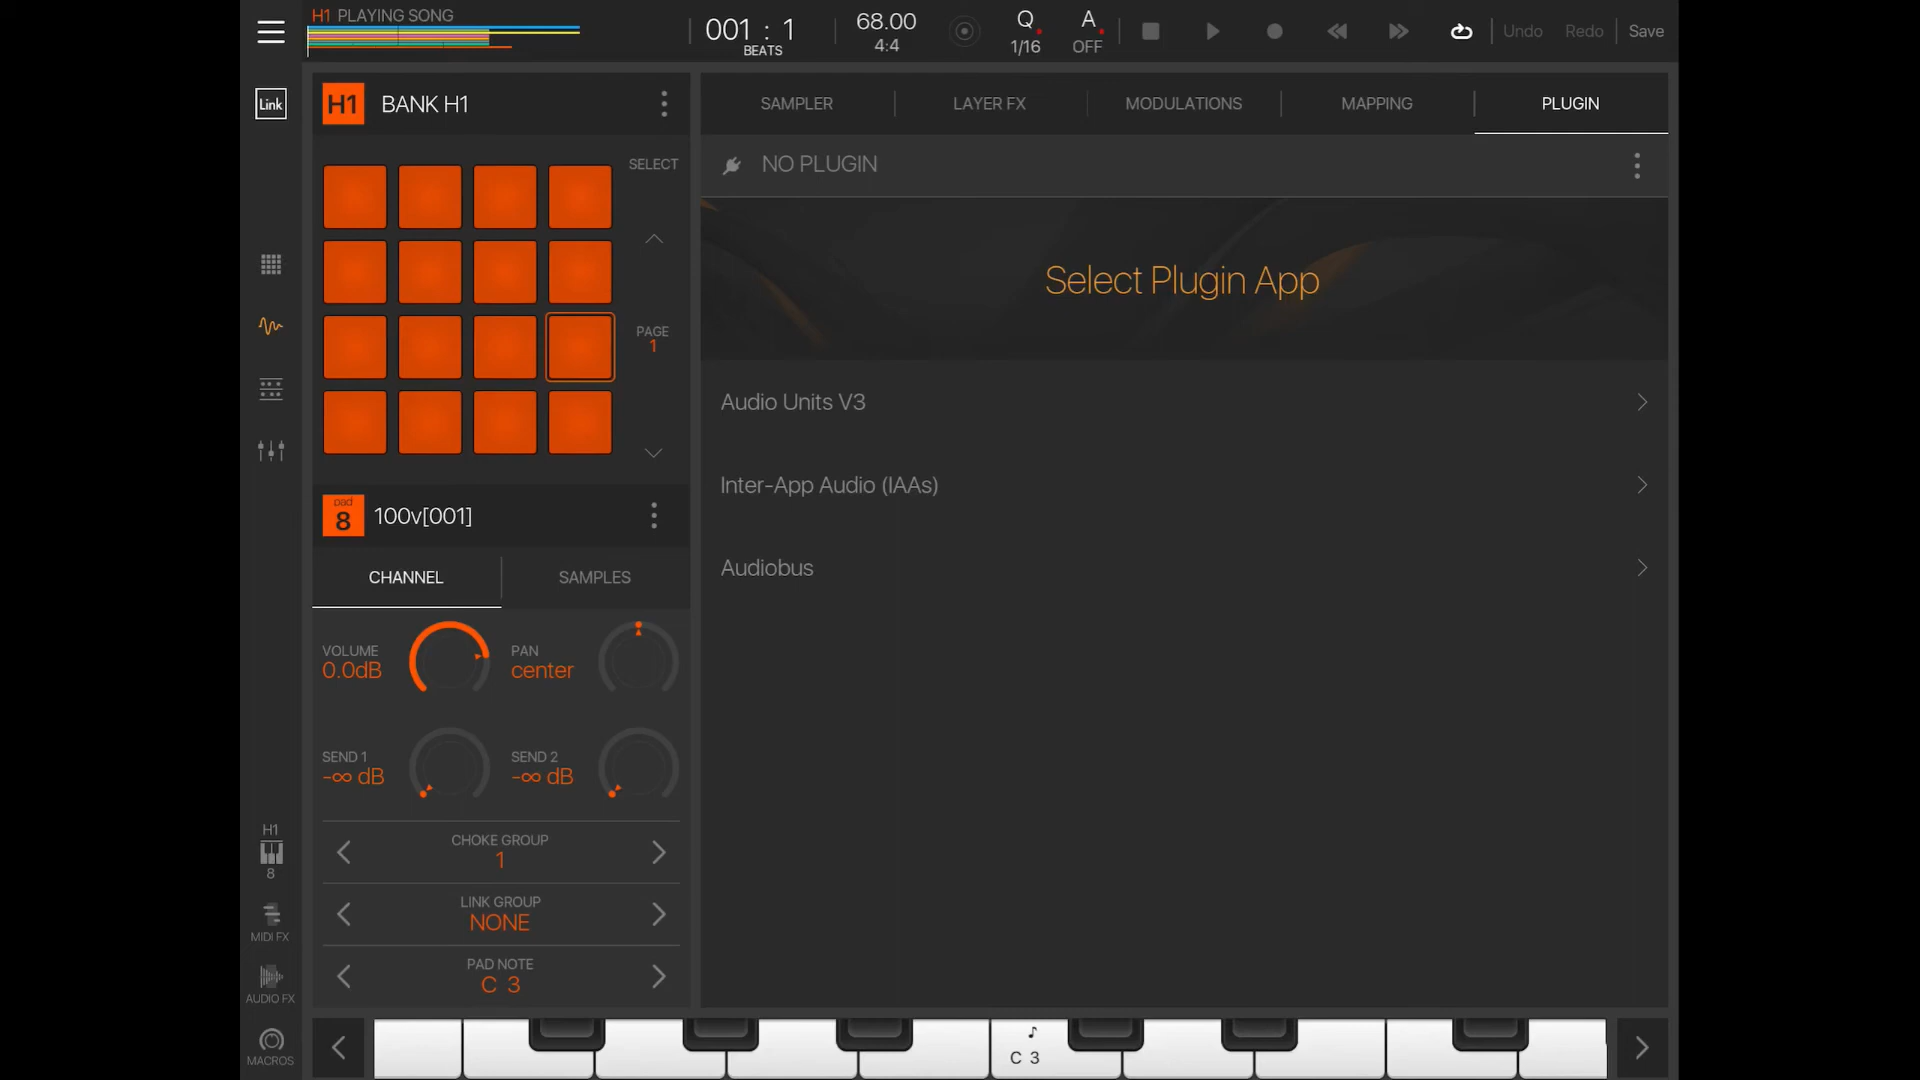 H1 PLAYING SONG
001 : 1
BEATS
68.00
4:4
Q
1/16
A
OFF
Undo
Redo
Save
Link
H1 BANK H1
SELECT
PAGE
1
pad
8
100v[001]
CHANNEL
SAMPLES
VOLUME
0.0dB
PAN
center
SEND 1
-∞ dB
SEND 2
-∞ dB
CHOKE GROUP
1
LINK GROUP
NONE
PAD NOTE
C 3
H1
8
MIDI FX
AUDIO FX
MACROS
SAMPLER
LAYER FX
MODULATIONS
MAPPING
PLUGIN
NO PLUGIN
Select Plugin App
Audio Units V3
Inter-App Audio (IAAs)
Audiobus
C 3